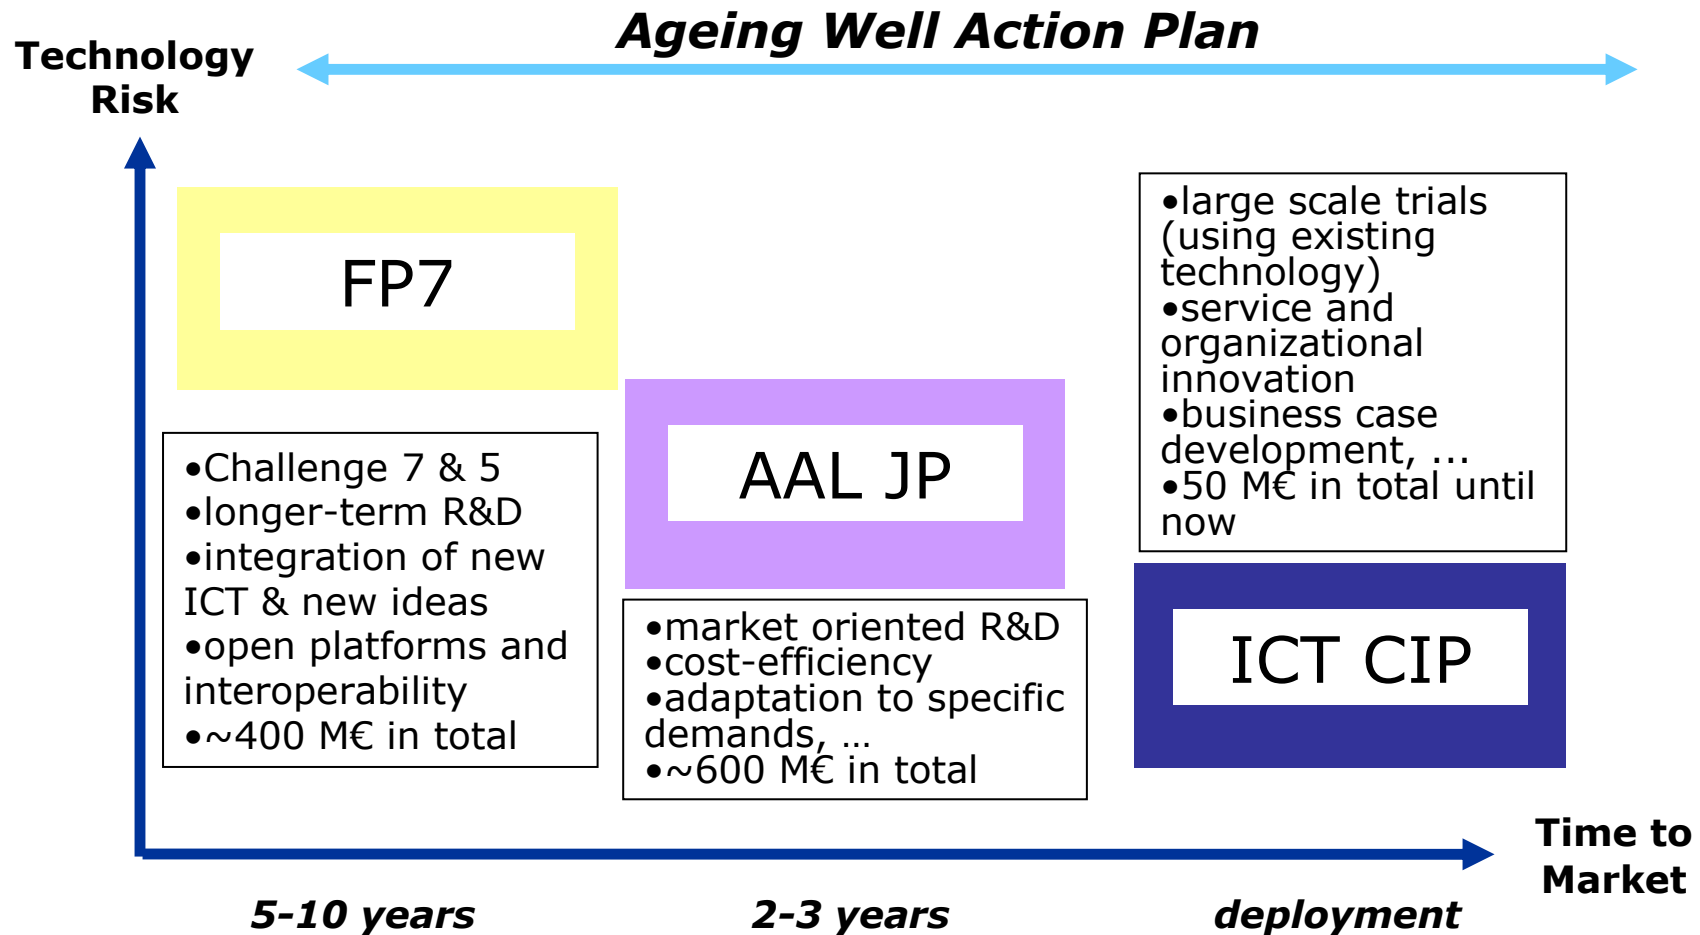 Ageing Well Action Plan
Technology
Risk
FP7
•Challenge 7 & 5
•longer-term R&D
•integration of new
ICT & new ideas
•open platforms and
interoperability
•~400 M€ in total
AAL JP
•market oriented R&D
•cost-efficiency
•adaptation to specific
demands, …
•~600 M€ in total
•large scale trials
(using existing
technology)
•service and
organizational
innovation
•business case
development, ...
•50 M€ in total until
now
ICT CIP
Time to
Market
5-10 years
2-3 years
deployment